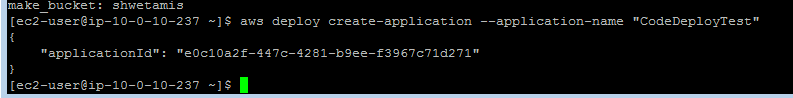 make_bucket: shwetamis
[ec2-user@ip-10-0-10-237 ~]$ aws deploy create-application --application-name "CodeDeployTest"
{
    "applicationId": "e0c10a2f-447c-4281-b9ee-f3967c71d271"
}
[ec2-user@ip-10-0-10-237 ~]$